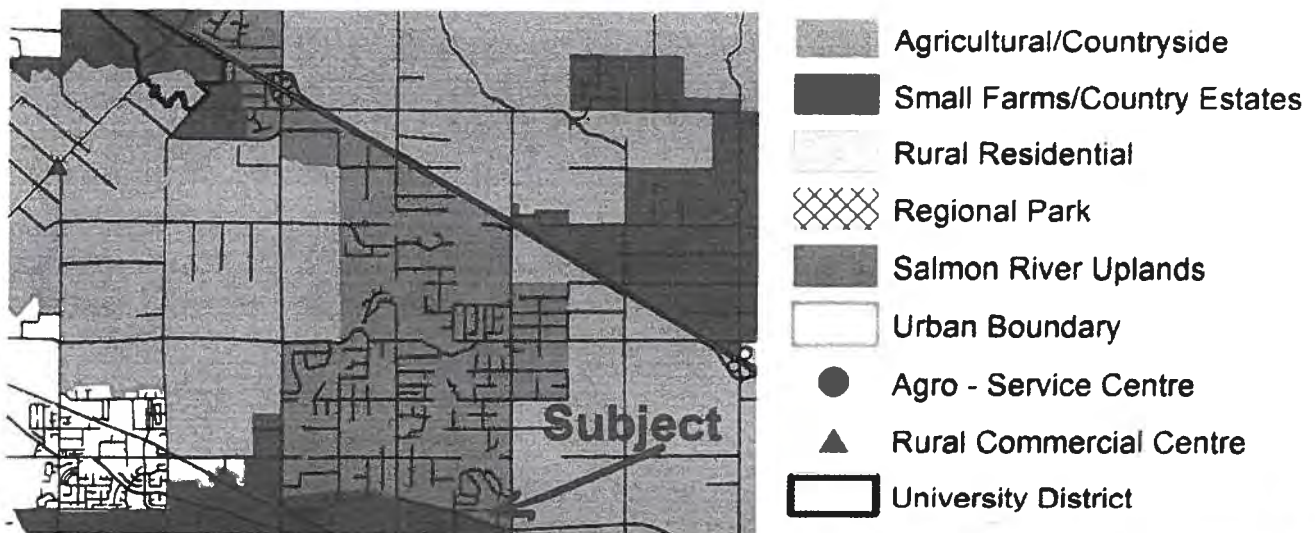 Agricultural/Countryside
Small Farms/Country Estates
Rural Residential
Regional Park
Salmon River Uplands
Urban Boundary
Agro - Service Centre
Rural Commercial Centre
University District
Subject